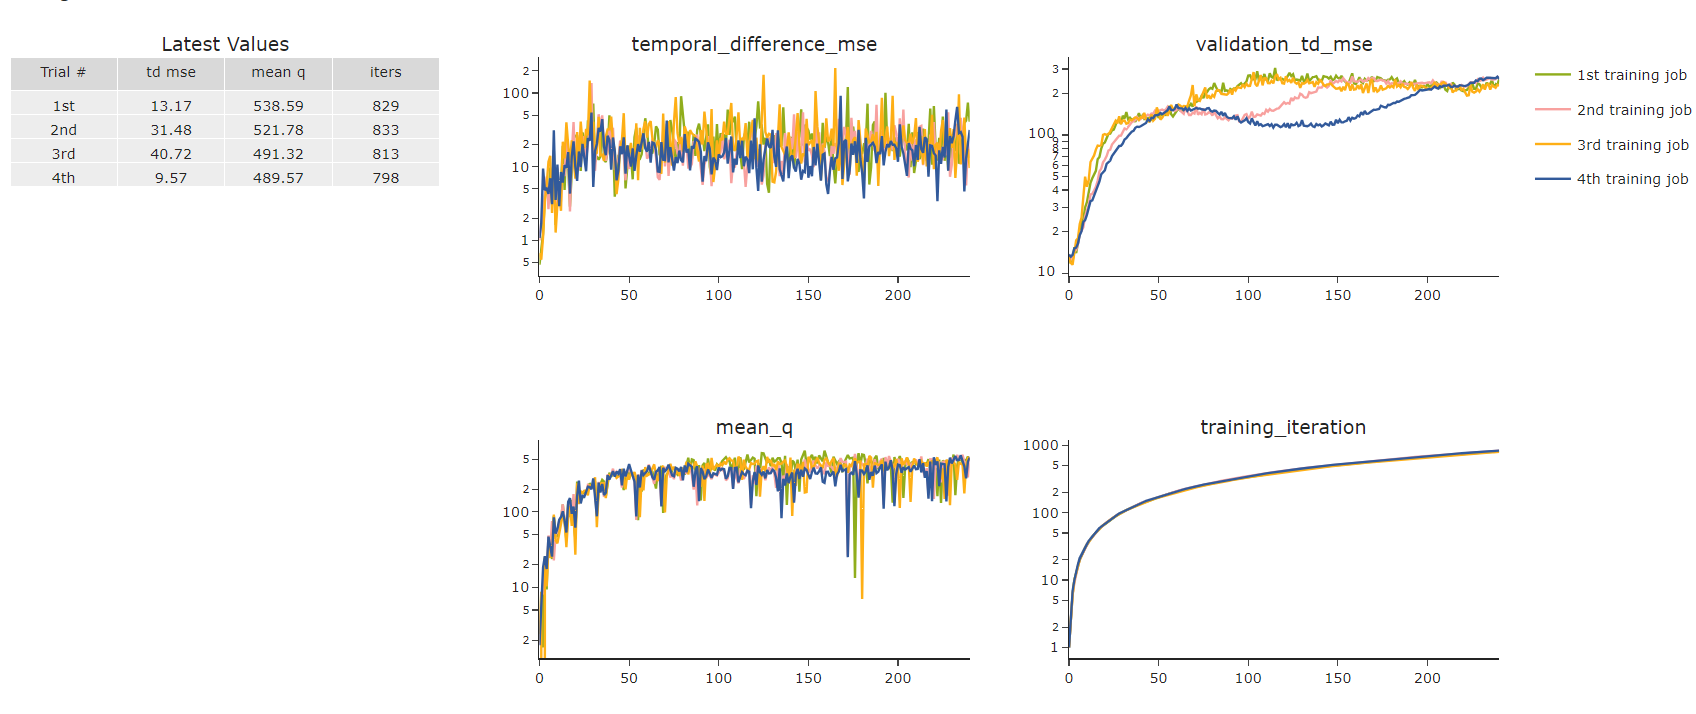 Latest Values
Trial # td mse mean q iters
1st 13.17 538.59 829
2nd 31.48 521.78 833
3rd 40.72 491.32 813
4th 9.57 489.57 798
temporal_difference_mse
2
100
5
2
10
5
2
1
5
0 50 100 150 200
validation_td_mse
3
2
100
9
8
7
6
5
4
3
2
10
0 50 100 150 200
1st training job
2nd training job
3rd training job
4th training job
mean_q
5
2
100
5
2
10
5
2
0 50 100 150 200
training_iteration
1000
5
2
100
5
2
10
5
2
1
0 50 100 150 200